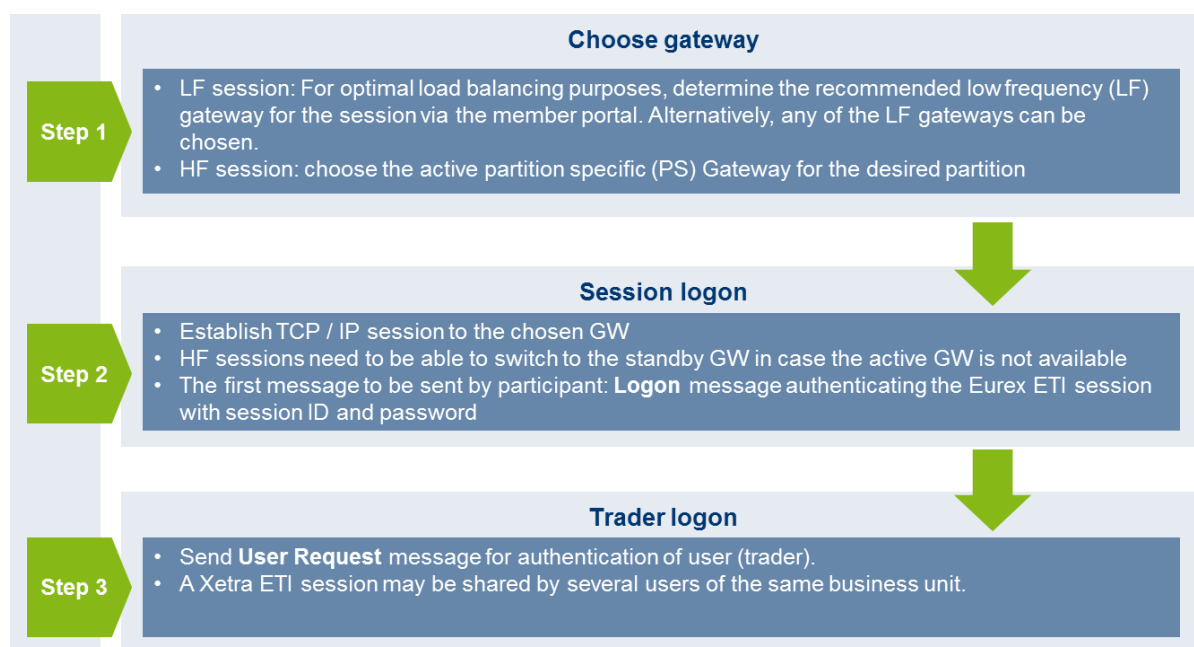 Choose gateway
Step 1
• LF session: For optimal load balancing purposes, determine the recommended low frequency (LF)
gateway for the session via the member portal. Alternatively, any of the LF gateways can be
chosen.
• HF session: choose the active partition specific (PS) Gateway for the desired partition
Session logon
Step 2
• Establish TCP / IP session to the chosen GW
• HF sessions need to be able to switch to the standby GW in case the active GW is not available
• The first message to be sent by participant: Logon message authenticating the Eurex ETI session
with session ID and password
Trader logon
Step 3
• Send User Request message for authentication of user (trader).
• A Xetra ETI session may be shared by several users of the same business unit.